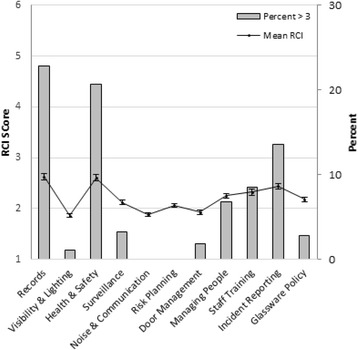 6
5
4
3
2
1
RCI SCore
30
20
10
0
Percent
Percent > 3
Mean RCI
Records
Visibility & Lighting
Health & Safety
Surveillance
Noise & Communication
Risk Planning
Door Management
Managing People
Staff Training
Incident Reporting
Glassware Policy